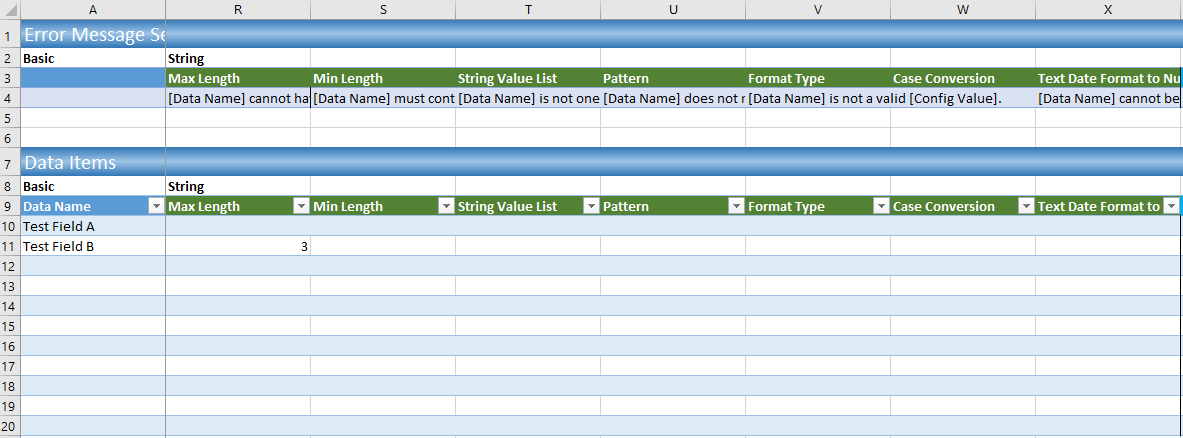 A R S T U V W X
1 Error Message Se
2 Basic String
3 Max Length Min Length String Value List Pattern Format Type Case Conversion Text Date Format to Nu
4 [Data Name] cannot ha [Data Name] must cont [Data Name] is not one [Data Name] does not r [Data Name] is not a valid [Config Value]. [Data Name] cannot be
5
6
7 Data Items
8 Basic String
9 Data Name Max Length Min Length String Value List Pattern Format Type Case Conversion Text Date Format to
10 Test Field A
11 Test Field B 3
12
13
14
15
16
17
18
19
20